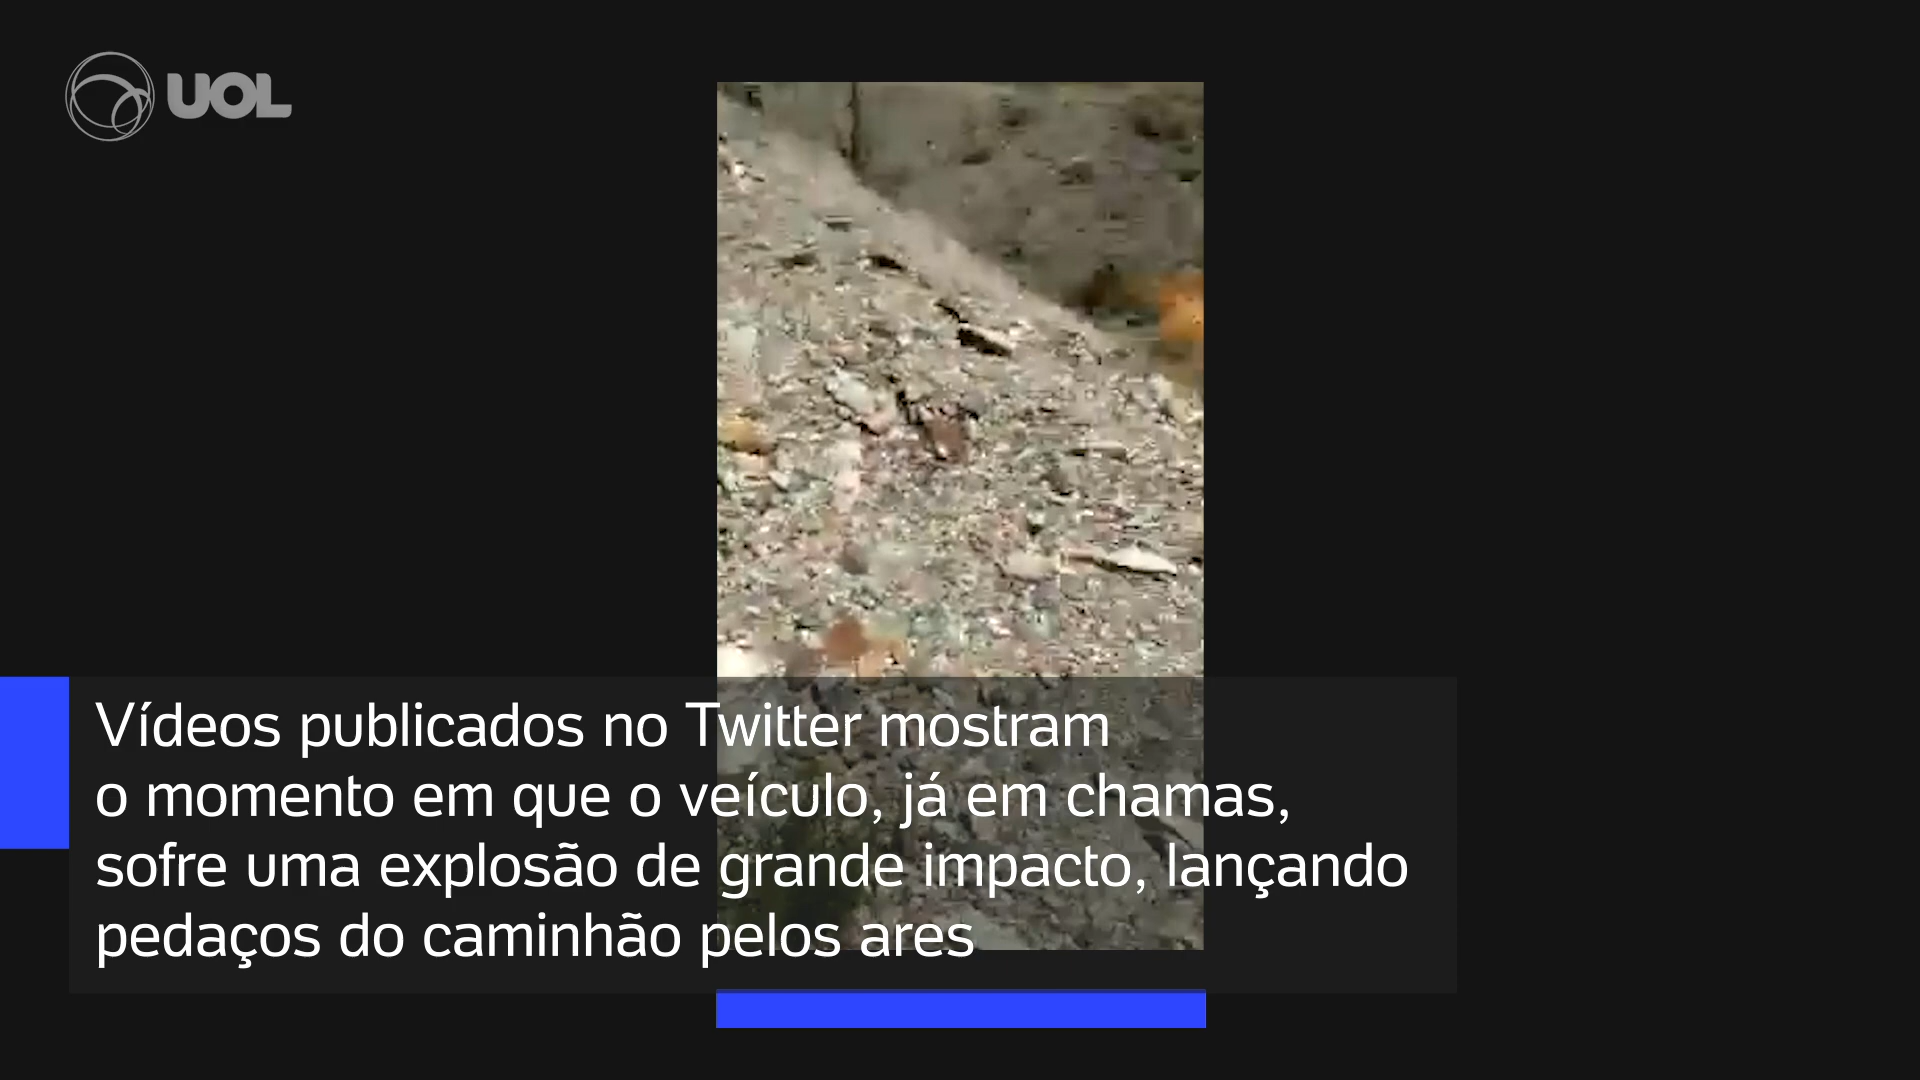 UOL
Vídeos publicados no Twitter mostram
o momento em que o veículo, já em chamas,
sofre uma explosão de grande impacto, lançando
pedaços do caminhão pelos ares